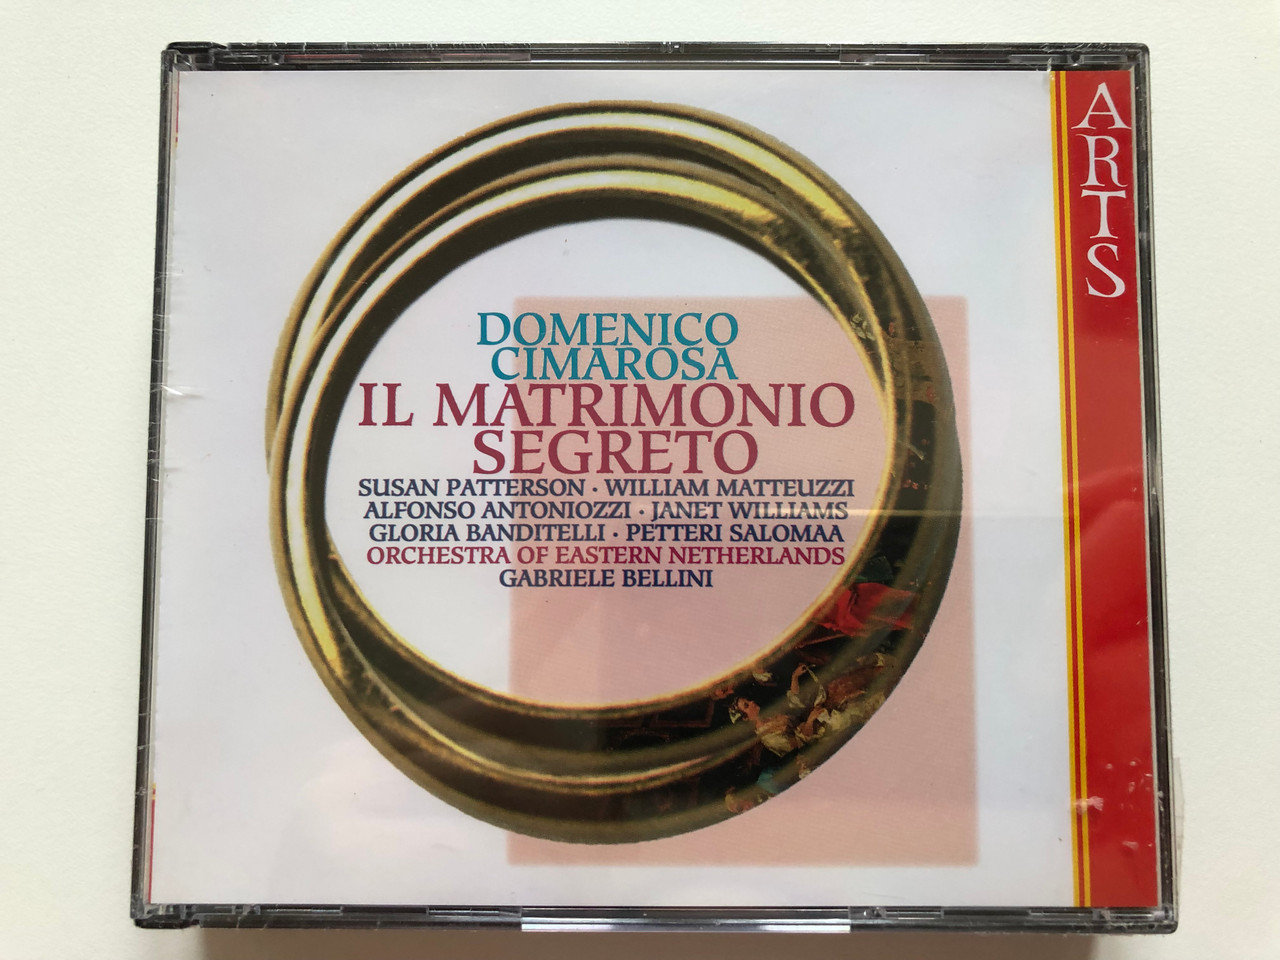 DOMENICO
CIMAROSA
IL MATRIMONIO
SEGRETO
SUSAN PATTERSON · WILLIAM MATTEUZZI
ALFONSO ANTONIOZZI · JANET WILLIAMS
GLORIA BANDITELLI · PETTERI SALOMAA
ORCHESTRA OF EASTERN NETHERLANDS
GABRIELE BELLINI
ARTS